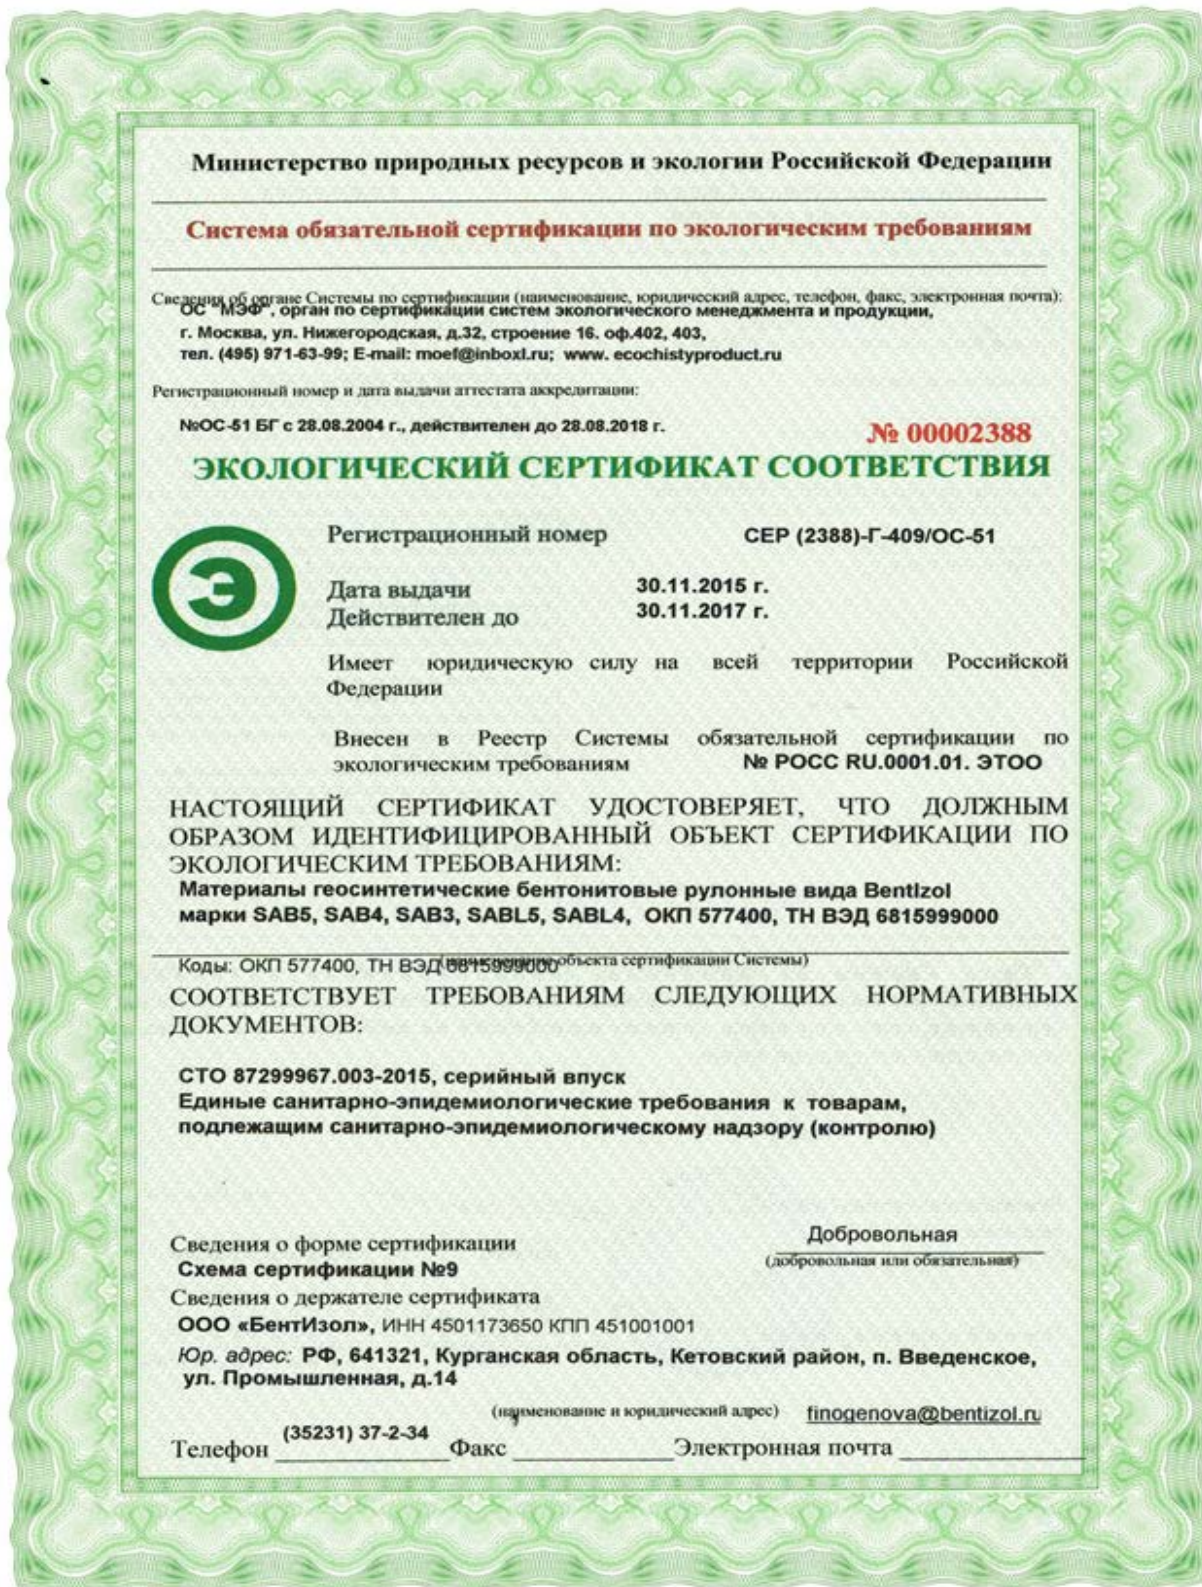 Министерство природных ресурсов и экологии Российской Федерации
Система обязательной сертификации по экологическим требованиям
Сведения об органе Системы по сертификации (наименование, юридический адрес, телефон, факс, электронная почта):
ОС "МЭФ", орган по сертификации систем экологического менеджмента и продукции,
г. Москва, ул. Нижегородская, д.32, строение 16. оф.402, 403,
тел. (495) 971-63-99; E-mail: moef@inboxl.ru; www. ecochistyproduct.ru
Регистрационный номер и дата выдачи аттестата аккредитации:
№ОС-51 БГ с 28.08.2004 г., действителен до 28.08.2018 г.
№ 00002388
ЭКОЛОГИЧЕСКИЙ СЕРТИФИКАТ СООТВЕТСТВИЯ
Э
Регистрационный номер СЕР (2388)-Г-409/ОС-51
Дата выдачи 30.11.2015 г.
Действителен до 30.11.2017 г.
Имеет юридическую силу на всей территории Российской
Федерации
Внесен в Реестр Системы обязательной сертификации по
экологическим требованиям № РОСС RU.0001.01. ЭТОО
НАСТОЯЩИЙ СЕРТИФИКАТ УДОСТОВЕРЯЕТ, ЧТО ДОЛЖНЫМ
ОБРАЗОМ ИДЕНТИФИЦИРОВАННЫЙ ОБЪЕКТ СЕРТИФИКАЦИИ ПО
ЭКОЛОГИЧЕСКИМ ТРЕБОВАНИЯМ:
Материалы геосинтетические бентонитовые рулонные вида BentIzol
марки SAB5, SAB4, SAB3, SABL5, SABL4, ОКП 577400, ТН ВЭД 6815999000
Коды: ОКП 577400, ТН ВЭД 6815999000
(наименование объекта сертификации Системы)
СООТВЕТСТВУЕТ ТРЕБОВАНИЯМ СЛЕДУЮЩИХ НОРМАТИВНЫХ
ДОКУМЕНТОВ:
СТО 87299967.003-2015, серийный впуск
Единые санитарно-эпидемиологические требования к товарам,
подлежащим санитарно-эпидемиологическому надзору (контролю)
Сведения о форме сертификации Добровольная
(добровольная или обязательная)
Схема сертификации №9
Сведения о держателе сертификата
ООО «БентИзол», ИНН 4501173650 КПП 451001001
Юр. адрес: РФ, 641321, Курганская область, Кетовский район, п. Введенское,
ул. Промышленная, д.14
(наименование и юридический адрес) finogenova@bentizol.ru
Телефон (35231) 37-2-34 Факс Электронная почта